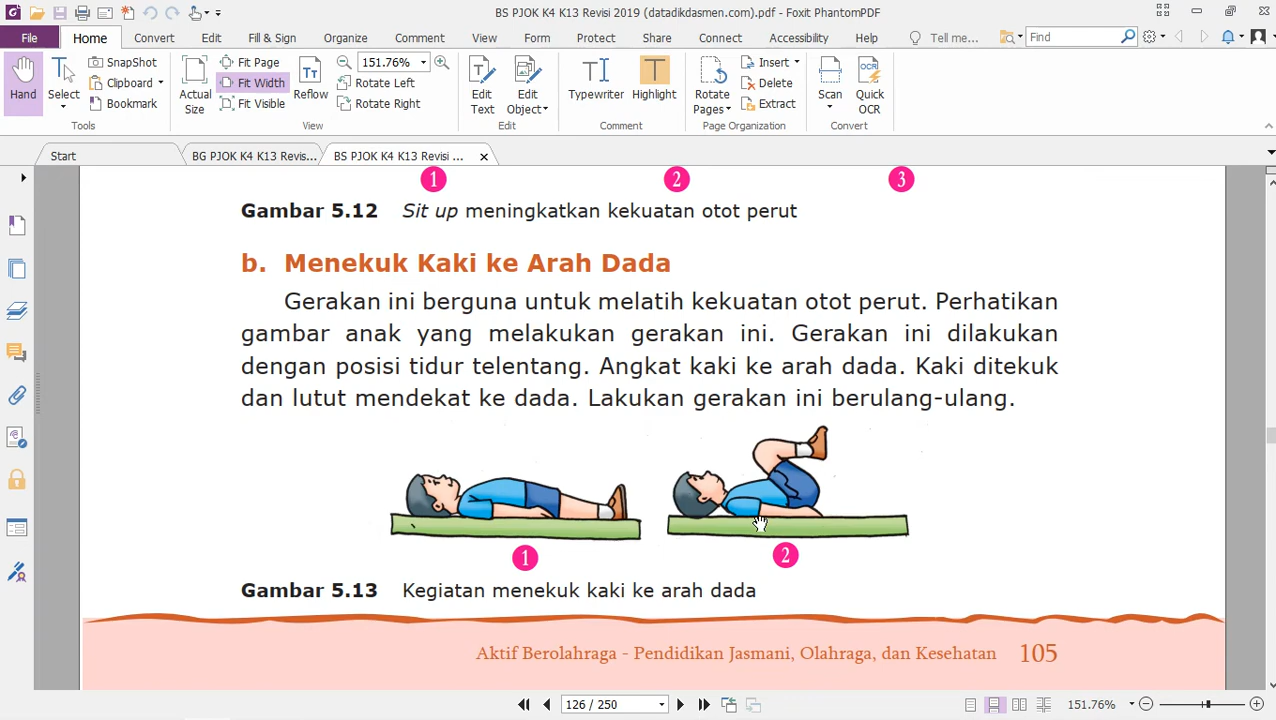 BS PJOK K4 K13 Revisi 2019 (datadikdasmen.com).pdf - Foxit PhantomPDF
File Home Convert Edit Fill & Sign Organize Comment View Form Protect Share Connect Accessibility Help Tell me... Find
Hand
Select
SnapShot
Clipboard
Bookmark
Tools
Actual Size
Fit Page
Fit Width
Fit Visible
Reflow
151.76%
Rotate Left
Rotate Right
View
Edit Text
Edit Object
Edit
Typewriter
Highlight
Comment
Rotate Pages
Insert
Delete
Extract
Page Organization
Scan
Quick OCR
Convert
Start
BG PJOK K4 K13 Revis...
BS PJOK K4 K13 Revisi ...
1 2 3
Gambar 5.12 Sit up meningkatkan kekuatan otot perut
b. Menekuk Kaki ke Arah Dada
Gerakan ini berguna untuk melatih kekuatan otot perut. Perhatikan
gambar anak yang melakukan gerakan ini. Gerakan ini dilakukan
dengan posisi tidur telentang. Angkat kaki ke arah dada. Kaki ditekuk
dan lutut mendekat ke dada. Lakukan gerakan ini berulang-ulang.
1 2
Gambar 5.13 Kegiatan menekuk kaki ke arah dada
Aktif Berolahraga - Pendidikan Jasmani, Olahraga, dan Kesehatan 105
126 / 250
151.76%